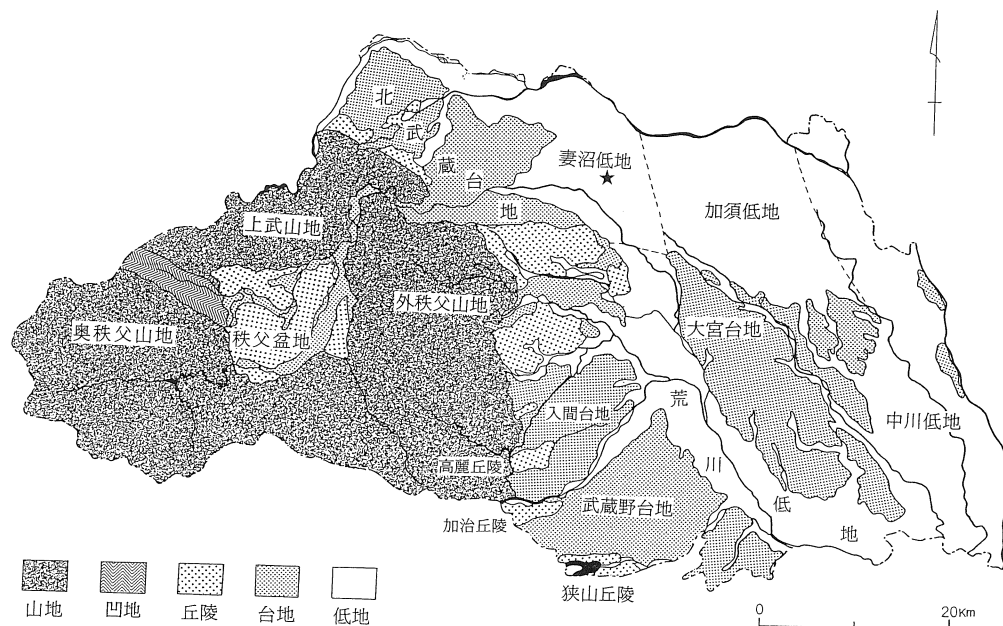 北武蔵台地
妻沼低地
加須低地
上武山地
外秩父山地
奥秩父山地
秩父盆地
大宮台地
中川低地
荒川低地
入間台地
高麗丘陵
武蔵野台地
加治丘陵
狭山丘陵
山地
凹地
丘陵
台地
低地
0
20Km